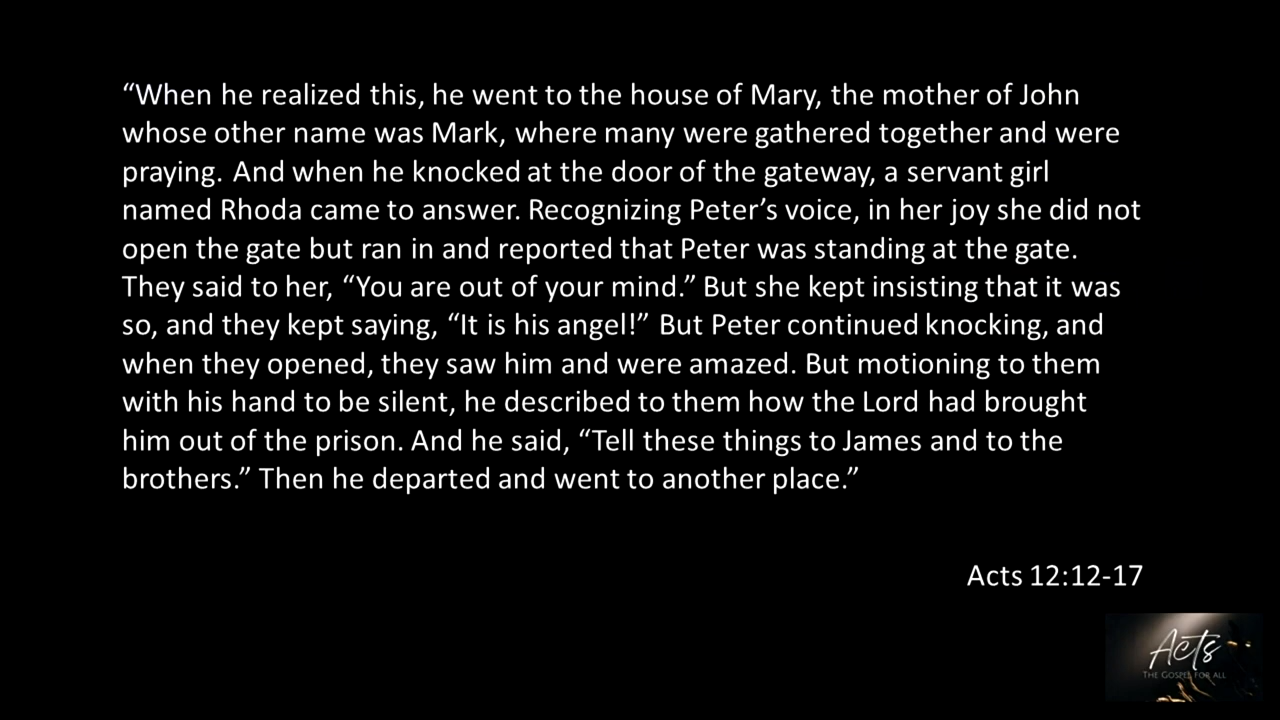 “When he realized this, he went to the house of Mary, the mother of John
whose other name was Mark, where many were gathered together and were
praying. And when he knocked at the door of the gateway, a servant girl
named Rhoda came to answer. Recognizing Peter’s voice, in her joy she did not
open the gate but ran in and reported that Peter was standing at the gate.
They said to her, “You are out of your mind.” But she kept insisting that it was
so, and they kept saying, “It is his angel!” But Peter continued knocking, and
when they opened, they saw him and were amazed. But motioning to them
with his hand to be silent, he described to them how the Lord had brought
him out of the prison. And he said, “Tell these things to James and to the
brothers.” Then he departed and went to another place.”
Acts 12:12-17
Acts
THE GOSPEL FOR ALL